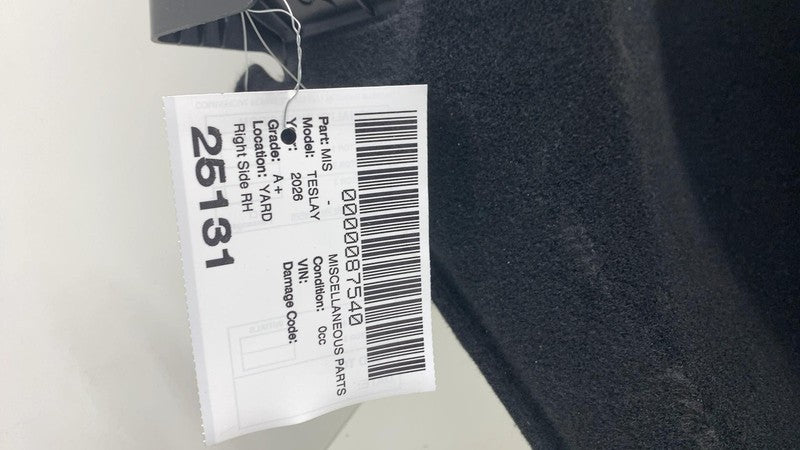 0000087540
Part: MIS - MISCELLANEOUS PARTS
Model: TESLAY Condition: 0cc
2026 VIN:
Grade: A+ Damage Code:
Location: YARD
Right Side RH
25131